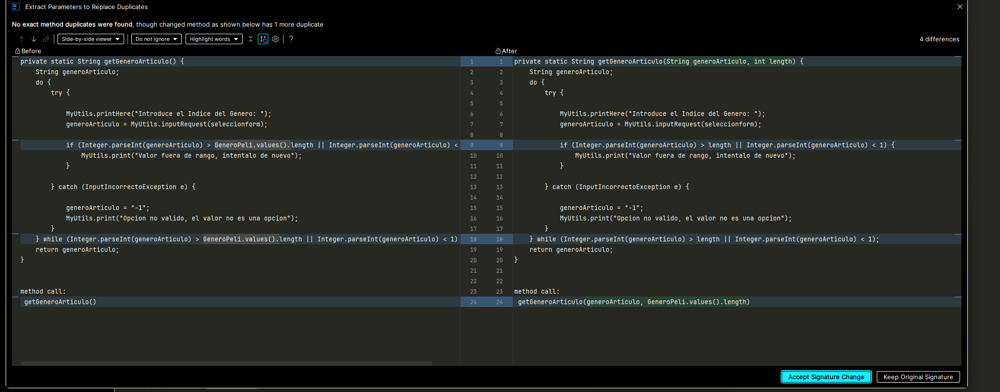 Extract Parameters to Replace Duplicates
No exact method duplicates were found, though changed method as shown below has 1 more duplicate
Side-by-side viewer Do not ignore Highlight words ? 4 differences
Before
private static String getGeneroArticulo() { 1
String generoArticulo; 2
do { 3
try { 4
5
MyUtils.printHere("Introduce el Indice del Genero: "); 6
generoArticulo = MyUtils.inputRequest(seleccionform); 7
8
if (Integer.parseInt(generoArticulo) > GeneroPeli.values().length || Integer.parseInt(generoArticulo) < 9
MyUtils.print("Valor fuera de rango, intentalo de nuevo"); 10
} 11
12
} catch (InputIncorrectoException e) { 13
14
generoArticulo = "-1"; 15
MyUtils.print("Opcion no valido, el valor no es una opcion"); 16
} 17
} while (Integer.parseInt(generoArticulo) > GeneroPeli.values().length || Integer.parseInt(generoArticulo) < 1) 18
return generoArticulo; 19
} 20
21
22
method call: 23
getGeneroArticulo() 24
After
1 private static String getGeneroArticulo(String generoArticulo, int length) {
2 String generoArticulo;
3 do {
4 try {
5
6 MyUtils.printHere("Introduce el Indice del Genero: ");
7 generoArticulo = MyUtils.inputRequest(seleccionform);
8
9 if (Integer.parseInt(generoArticulo) > length || Integer.parseInt(generoArticulo) < 1) {
10 MyUtils.print("Valor fuera de rango, intentalo de nuevo");
11 }
12
13 } catch (InputIncorrectoException e) {
14
15 generoArticulo = "-1";
16 MyUtils.print("Opcion no valido, el valor no es una opcion");
17 }
18 } while (Integer.parseInt(generoArticulo) > length || Integer.parseInt(generoArticulo) < 1);
19 return generoArticulo;
20 }
21
22
23 method call:
24 getGeneroArticulo(generoArticulo, GeneroPeli.values().length)
Accept Signature Change Keep Original Signature